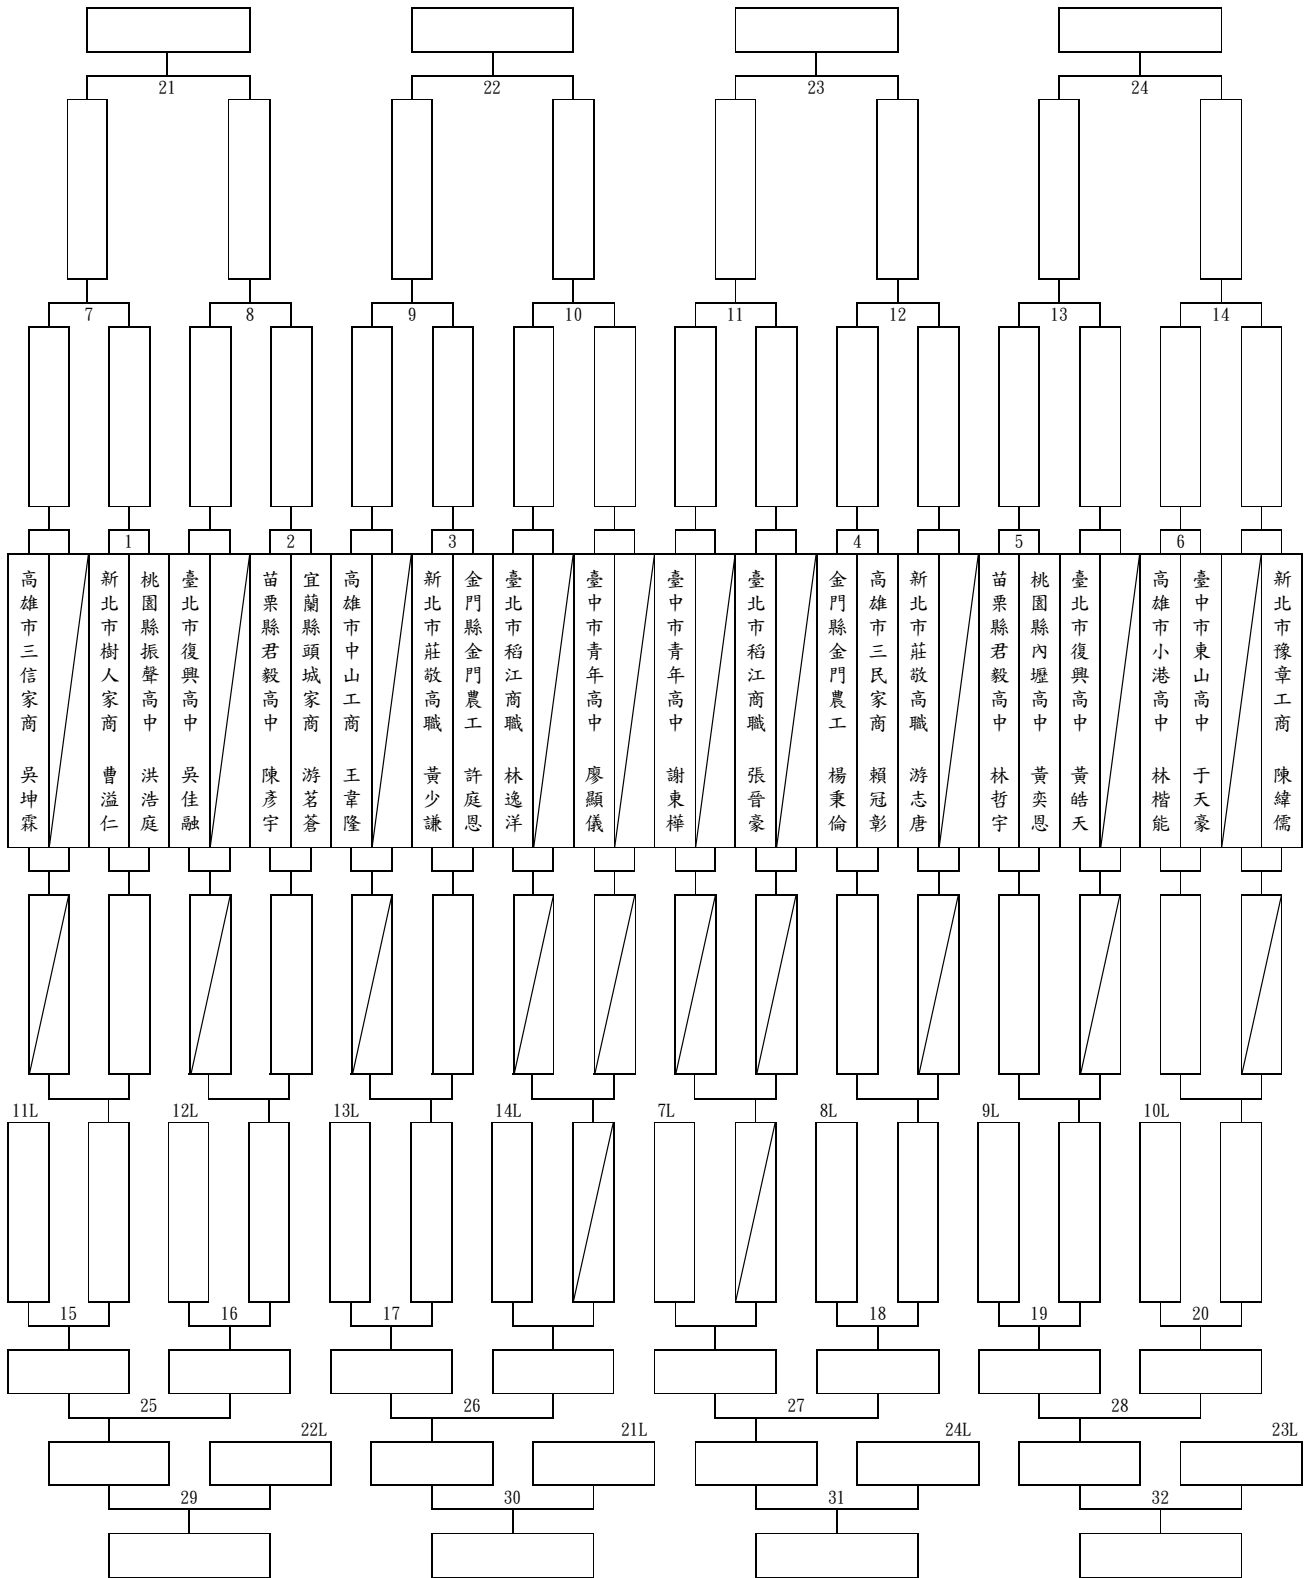 21
22
23
24
7
8
9
10
11
12
13
14
1
2
3
4
5
6
高雄市三信家商 吳坤霖
新北市樹人家商 曹溢仁
桃園縣振聲高中 洪浩庭
臺北市復興高中 吳佳融
苗栗縣君毅高中 陳彥宇
宜蘭縣頭城家商 游茗蒼
高雄市中山工商 王韋隆
新北市莊敬高職 黃少謙
金門縣金門農工 許庭恩
臺北市稻江商職 林逸洋
臺中市青年高中 廖顯儀
臺中市青年高中 謝東樺
臺北市稻江商職 張晉豪
金門縣金門農工 楊秉倫
高雄市三民家商 賴冠彰
新北市莊敬高職 游志唐
苗栗縣君毅高中 林哲宇
桃園縣內壢高中 黃奕恩
臺北市復興高中 黃皓天
高雄市小港高中 林楷能
臺中市東山高中 于天豪
新北市豫章工商 陳緯儒
11L
12L
13L
14L
7L
8L
9L
10L
15
16
17
18
19
20
25
26
27
28
22L
21L
24L
23L
29
30
31
32